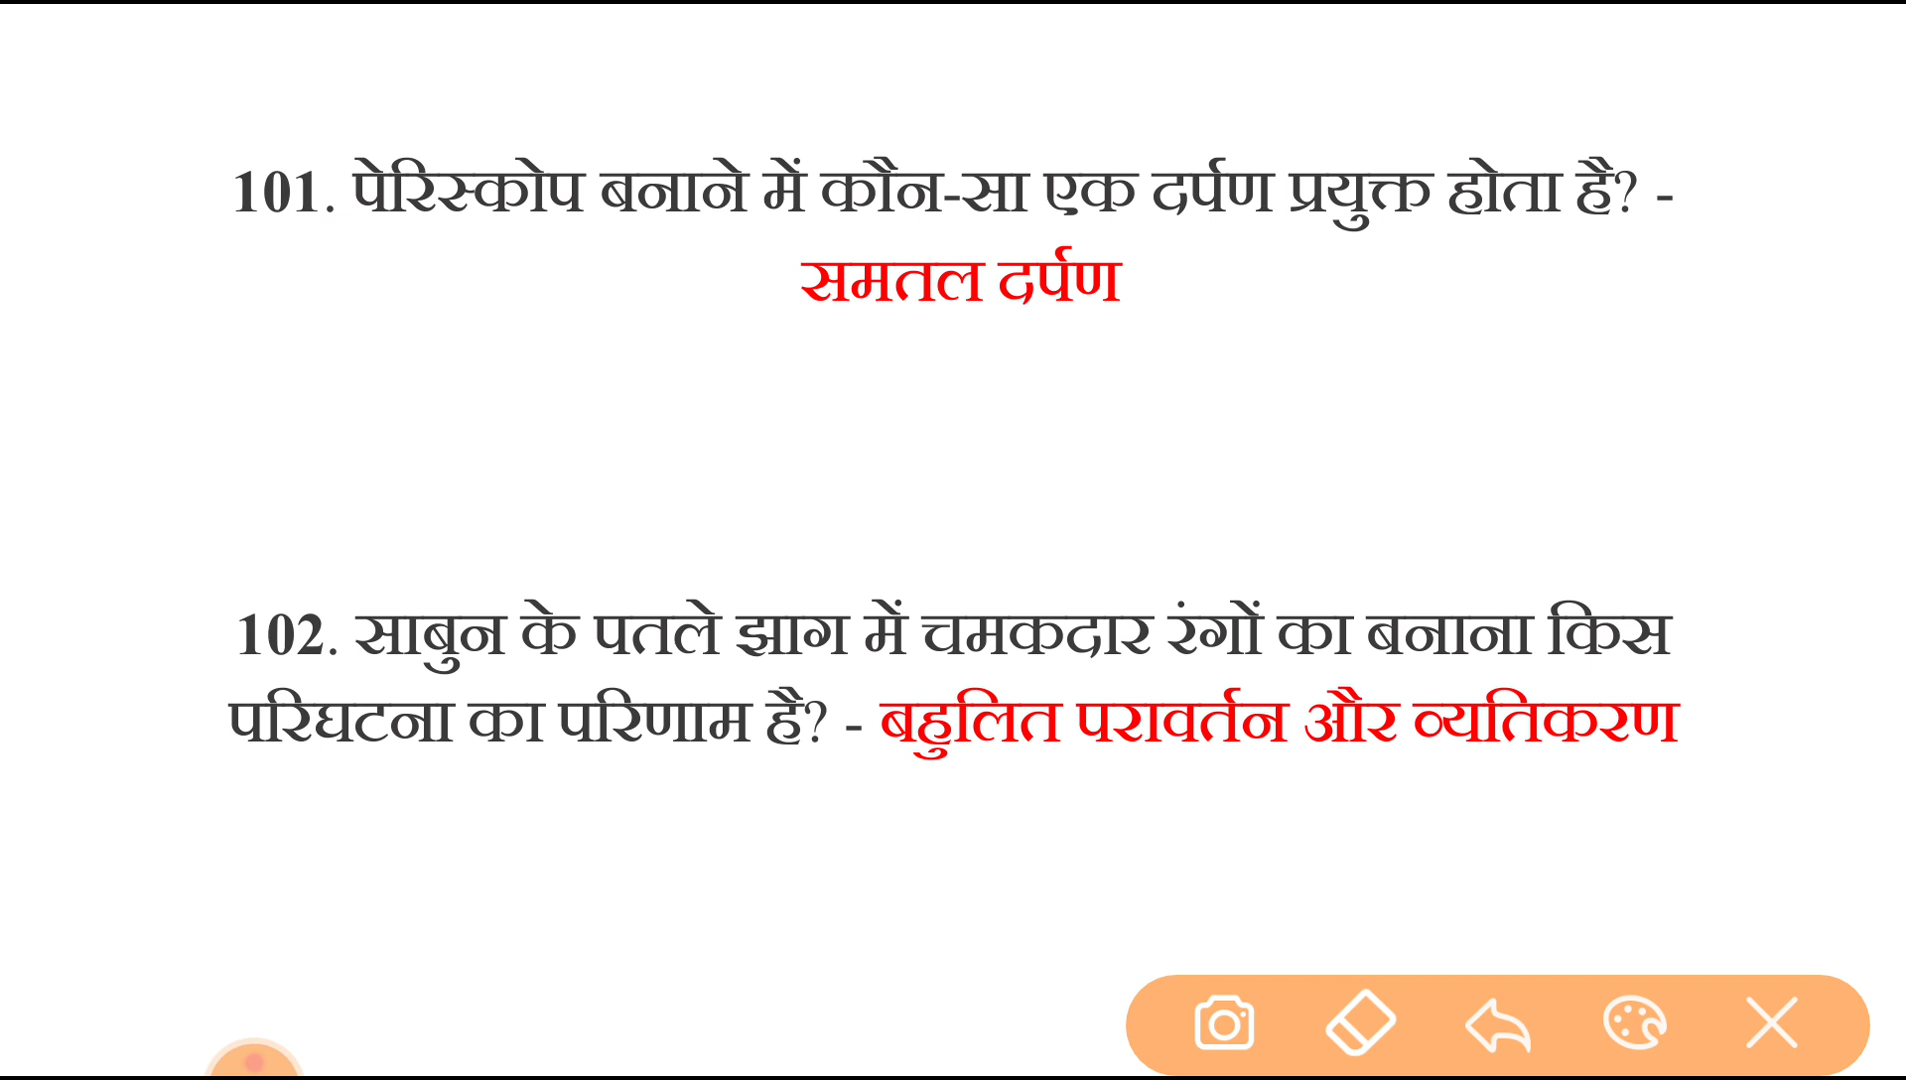 101. पेरिस्कोप बनाने में कौन-सा एक दर्पण प्रयुक्त होता है? -
समतल दर्पण
102. साबुन के पतले झाग में चमकदार रंगों का बनाना किस
परिघटना का परिणाम है? - बहुलित परावर्तन और व्यतिकरण